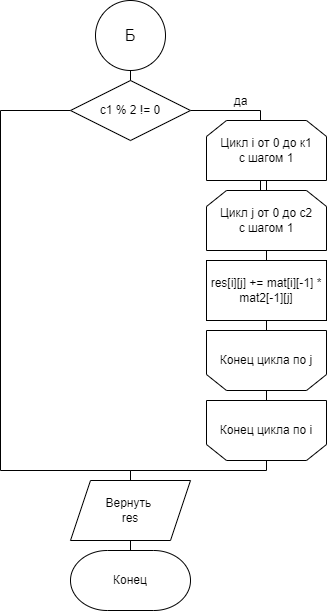 Б
c1 % 2 != 0
да
Цикл i от 0 до к1
с шагом 1
Цикл j от 0 до с2
с шагом 1
res[i][j] += mat[i][-1] *
mat2[-1][j]
Конец цикла по j
Конец цикла по i
Вернуть
res
Конец